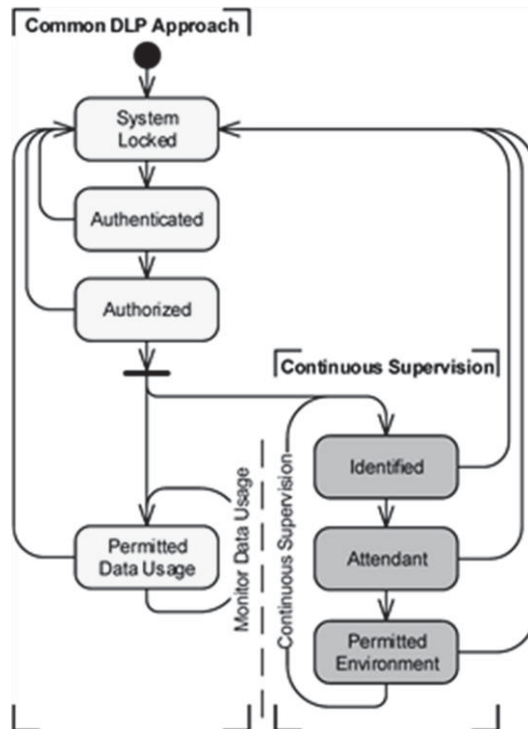 Common DLP Approach
System
Locked
Authenticated
Authorized
Continuous Supervision
Identified
Attendant
Permitted
Environment
Permitted
Data Usage
Monitor Data Usage
Continuous Supervision